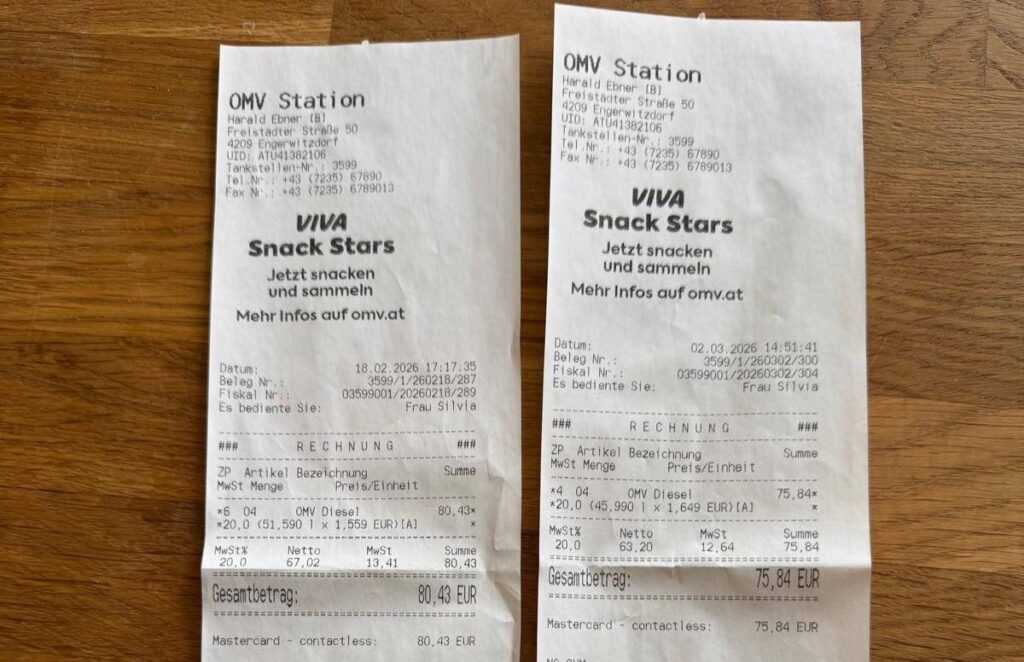 OMV Station
Harald Ebner [B]
Freistädter Straße 50
4209 Engerwitzdorf
UID: ATU41382106
Tankstellen-Nr.: 3599
Tel.Nr.: +43 (7235) 67890
Fax Nr.: +43 (7235) 6789013
VIVA
Snack Stars
Jetzt snacken
und sammeln
Mehr Infos auf omv.at
Datum: 18.02.2026 17:17:35
Beleg Nr.: 3599/1/260218/287
Fiskal Nr.: 03599001/20260218/289
Es bediente Sie: Frau Silvia
### RECHNUNG ###
ZP Artikel Bezeichnung Summe
MwSt Menge Preis/Einheit
*6 04 OMV Diesel 80,43*
*20,0 (51,590 l x 1,559 EUR)[A] *
MwSt% Netto MwSt Summe
20,0 67,02 13,41 80,43
Gesamtbetrag: 80,43 EUR
Mastercard - contactless: 80,43 EUR
OMV Station
Harald Ebner [B]
Freistädter Straße 50
4209 Engerwitzdorf
UID: ATU41382106
Tankstellen-Nr.: 3599
Tel.Nr.: +43 (7235) 67890
Fax Nr.: +43 (7235) 6789013
VIVA
Snack Stars
Jetzt snacken
und sammeln
Mehr Infos auf omv.at
Datum: 02.03.2026 14:51:41
Beleg Nr.: 3599/1/260302/300
Fiskal Nr.: 03599001/20260302/304
Es bediente Sie: Frau Silvia
### RECHNUNG ###
ZP Artikel Bezeichnung Summe
MwSt Menge Preis/Einheit
*4 04 OMV Diesel 75,84*
*20,0 (45,990 l x 1,649 EUR)[A] *
MwSt% Netto MwSt Summe
20,0 63,20 12,64 75,84
Gesamtbetrag: 75,84 EUR
Mastercard - contactless: 75,84 EUR